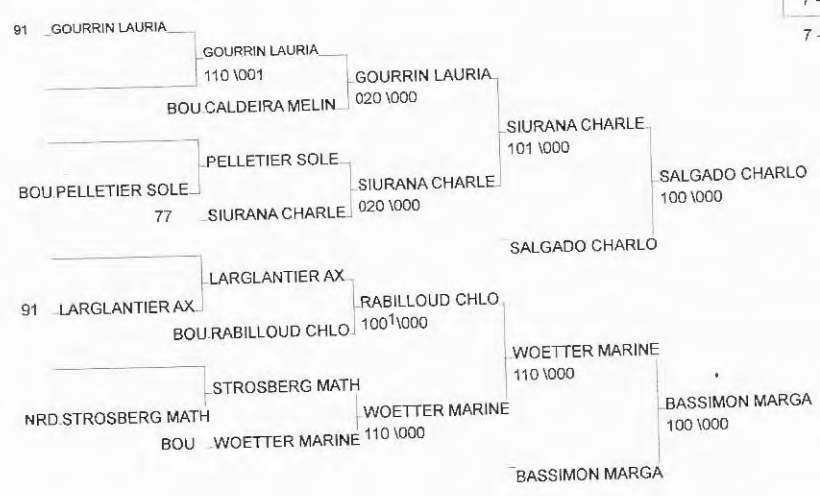 7 -
91 GOURRIN LAURIA
7 -
GOURRIN LAURIA
110 \001
GOURRIN LAURIA
020 \000
BOU.CALDEIRA MELIN
SIURANA CHARLE
101 \000
PELLETIER SOLE
SALGADO CHARLO
100 \000
BOU.PELLETIER SOLE
SIURANA CHARLE
020 \000
77 SIURANA CHARLE
SALGADO CHARLO
LARGLANTIER AX
91 LARGLANTIER AX
RABILLOUD CHLO
100¹\000
BOU.RABILLOUD CHLO
WOETTER MARINE
110 \000
STROSBERG MATH
BASSIMON MARGA
100 \000
NRD.STROSBERG MATH
WOETTER MARINE
110 \000
BOU WOETTER MARINE
BASSIMON MARGA